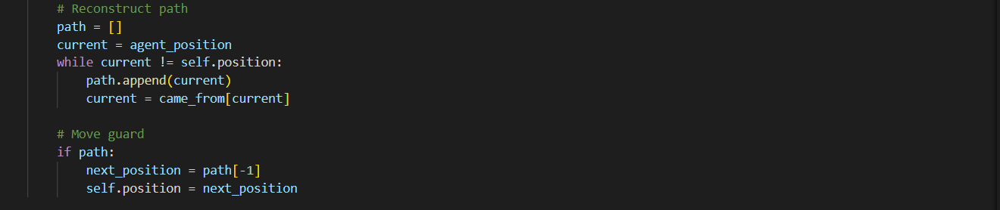 # Reconstruct path
path = []
current = agent_position
while current != self.position:
path.append(current)
current = came_from[current]
# Move guard
if path:
next_position = path[-1]
self.position = next_position